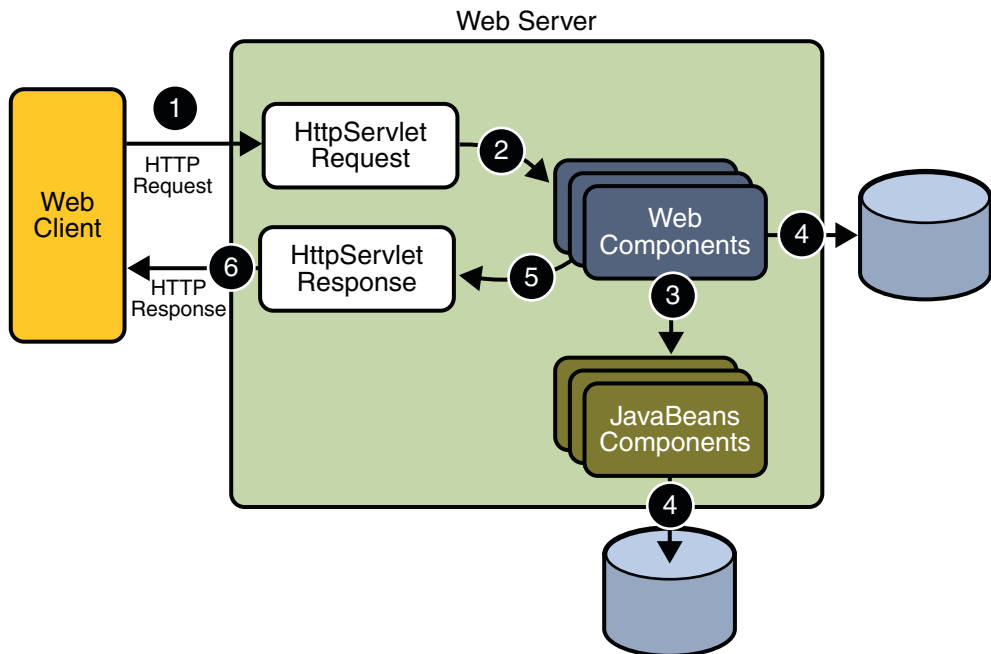 Web Server
1
HTTP
Request
HttpServlet
Request
2
Web
Client
Web
Components
4
6
HTTP
Response
HttpServlet
Response
5
3
JavaBeans
Components
4